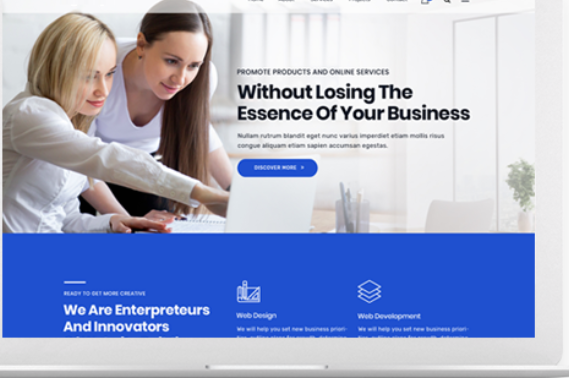 PROMOTE PRODUCTS AND ONLINE SERVICES
Without Losing The
Essence Of Your Business
Nullam rutrum blandit eget nunc varius imperdiet etiam mollis risus
congue aliquam etiam sapien accumsan egestas.
DISCOVER MORE
READY TO GET MORE CREATIVE
We Are Enterpreteurs
And Innovators
Web Design
We will help you set new business priori-
Web Development
We will help you set new business priori-